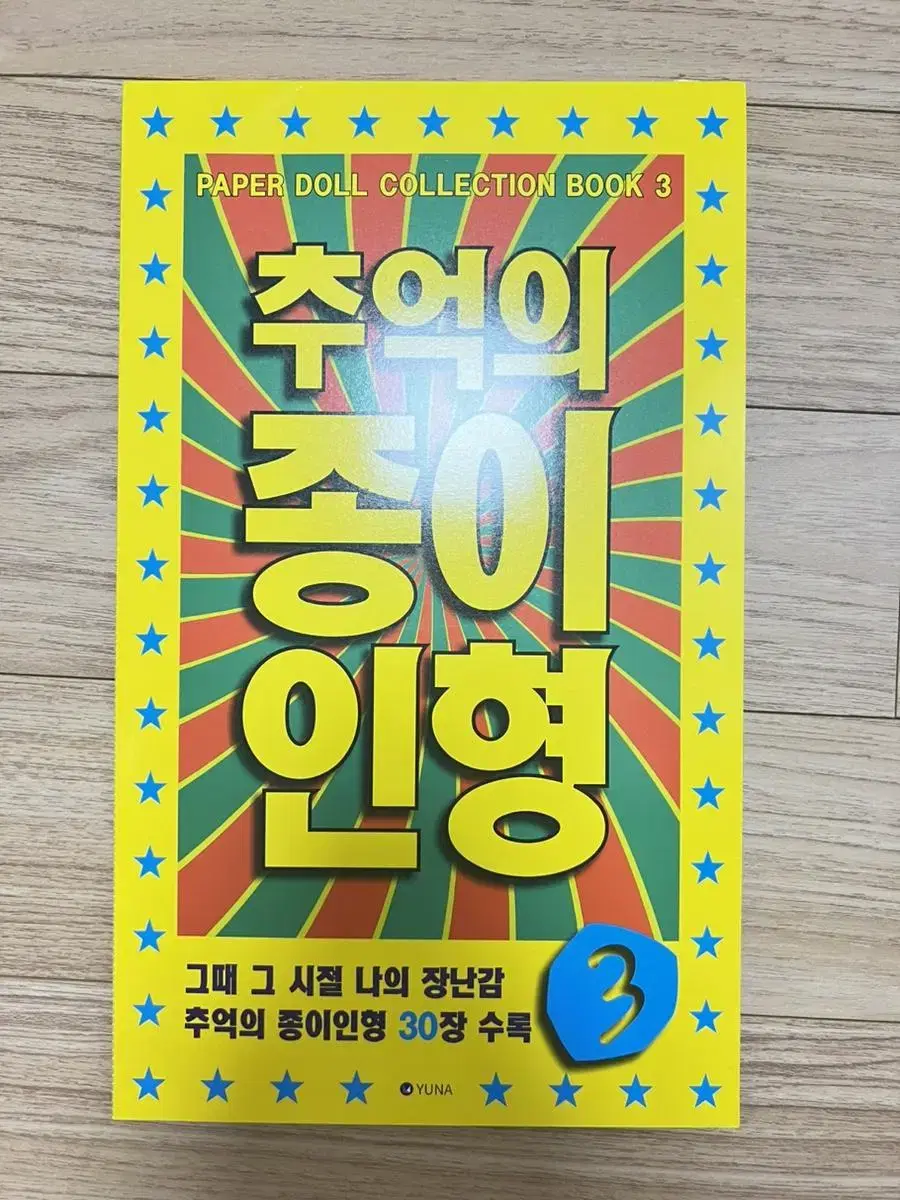 PAPER DOLL COLLECTION BOOK 3
추억의
종이
인형
그때 그 시절 나의 장난감
추억의 종이인형 30장 수록
3
YUNA